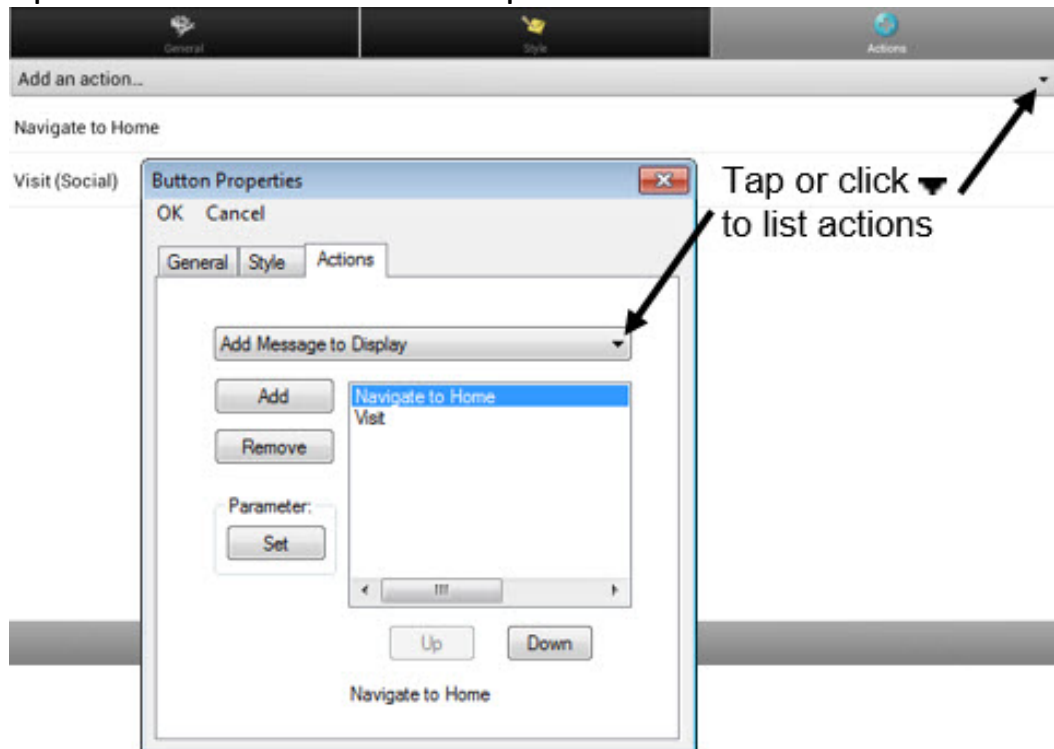 General Style Actions
Add an action...
Navigate to Home
Visit (Social)
Tap or click
to list actions
Button Properties
OK Cancel
General Style Actions
Add Message to Display
Add
Remove
Navigate to Home
Visit
Parameter:
Set
Up Down
Navigate to Home